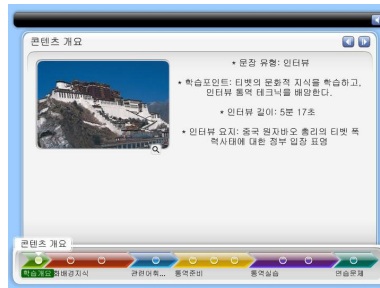 콘텐츠 개요
* 문장 유형: 인터뷰
* 학습포인트: 티벳의 문화적 지식을 학습하고,
인터뷰 통역 테크닉을 배양한다.
* 인터뷰 길이: 5분 17초
* 인터뷰 요지: 중국 원자바오 총리의 티벳 폭
력사태에 대한 정부 입장 표명
콘텐츠 개요
학습개요 화배경지식 관련어휘... 통역준비 통역실습 연습문제